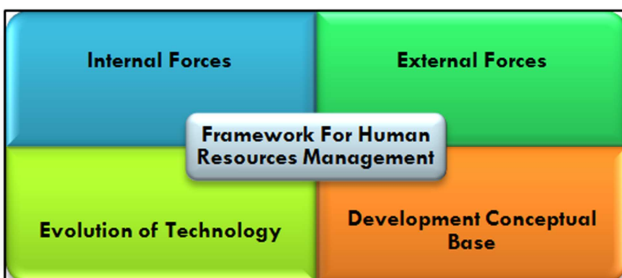 Internal Forces
External Forces
Framework For Human
Resources Management
Evolution of Technology
Development Conceptual
Base